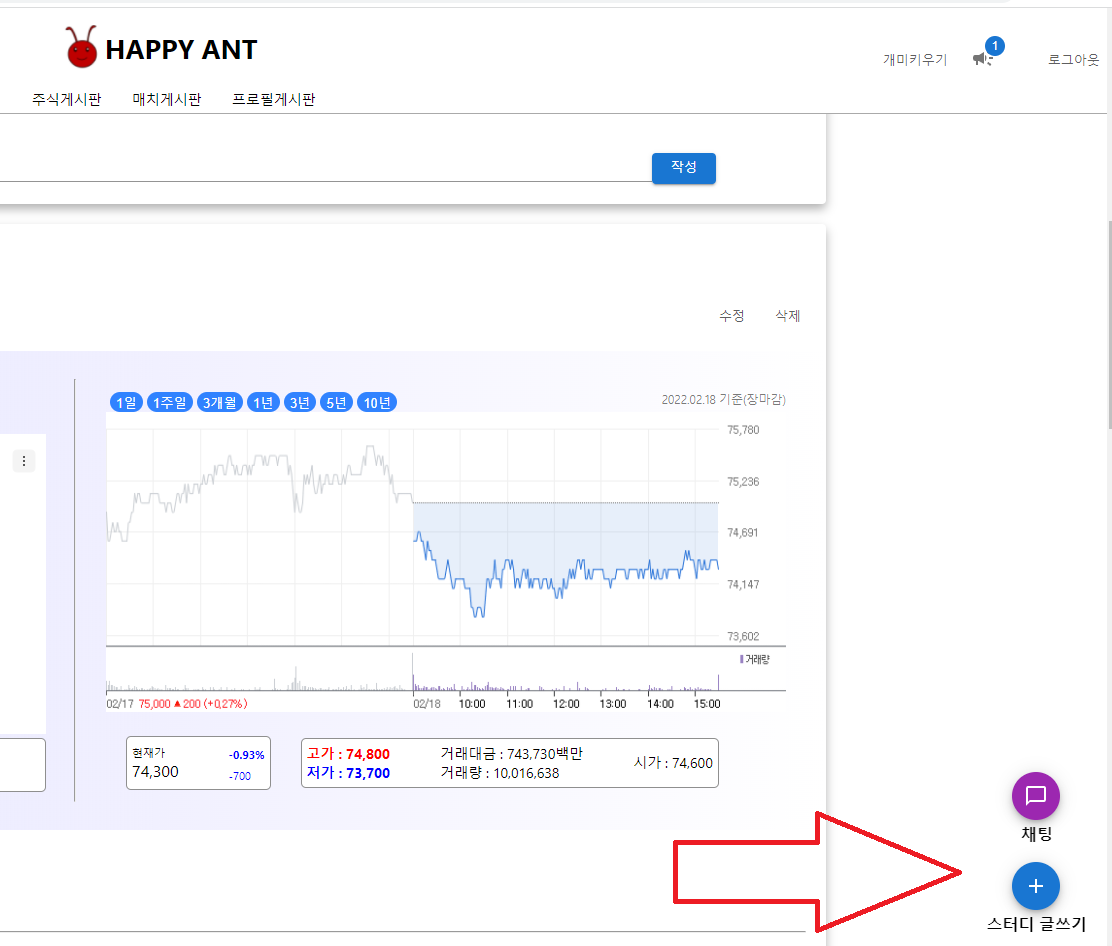 HAPPY ANT
개미키우기
1
로그아웃
주식게시판 매치게시판 프로필게시판
작성
수정 삭제
1일 1주일 3개월 1년 3년 5년 10년
2022.02.18 기준(장마감)
75,780
75,236
74,691
74,147
73,602
거래량
02/17 75,000 ▲ 200 (+0,27%) 02/18 10:00 11:00 12:00 13:00 14:00 15:00
현재가 -0.93%
74,300 -700
고가 : 74,800 거래대금 : 743,730백만
저가 : 73,700 거래량 : 10,016,638
시가 : 74,600
채팅
스터디 글쓰기